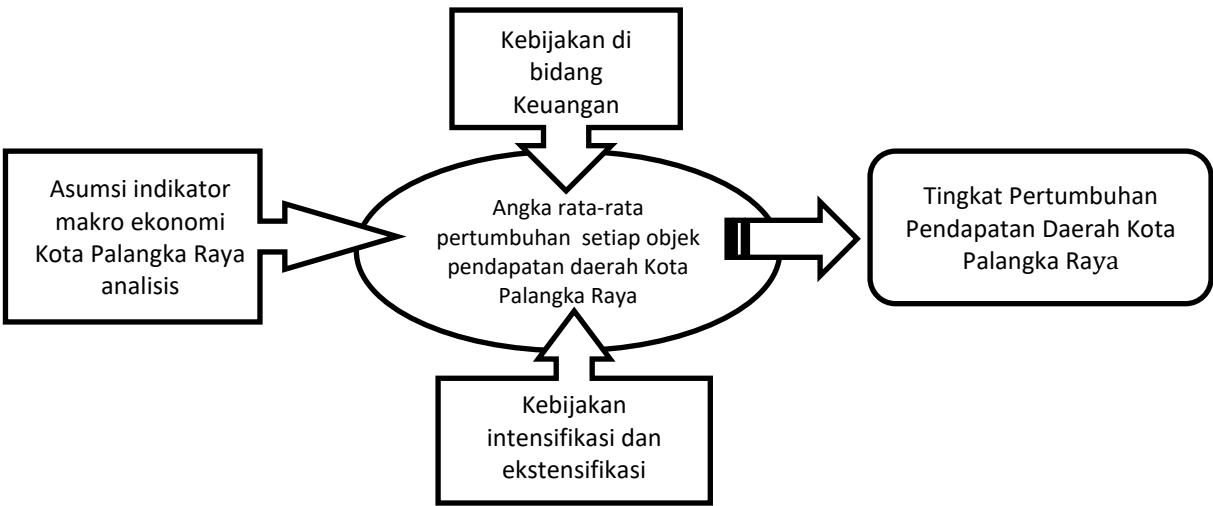 Kebijakan di
bidang
Keuangan
Asumsi indikator
makro ekonomi
Kota Palangka Raya
analisis
Angka rata-rata
pertumbuhan setiap objek
pendapatan daerah Kota
Palangka Raya
Tingkat Pertumbuhan
Pendapatan Daerah Kota
Palangka Raya
Kebijakan
intensifikasi dan
ekstensifikasi